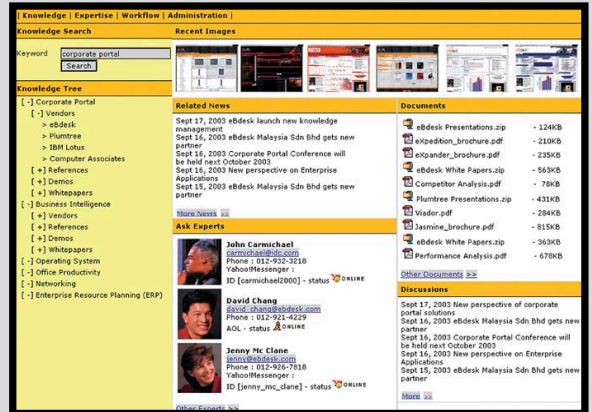 | Knowledge | Expertise | Workflow | Administration |
Knowledge Search
Keyword
corporate portal
Search
Knowledge Tree
[ -] Corporate Portal
[ -] Vendors
> eBdesk
> Plumtree
> IBM Lotus
> Computer Associates
[ +] References
[ +] Demos
[ +] Whitepapers
[ -] Business Intelligence
[ +] Vendors
[ +] References
[ +] Demos
[ +] Whitepapers
[ -] Operating System
[ -] Office Productivity
[ -] Networking
[ -] Enterprise Resource Planning (ERP)
Recent Images
Related News
Sept 17, 2003 eBdesk launch new knowledge
management
Sept 16, 2003 eBdesk Malaysia Sdn Bhd gets new
partner
Sept 16, 2003 Corporate Portal Conference will
be held next October 2003
Sept 16, 2003 New perspective on Enterprise
Applications
Sept 15, 2003 eBdesk Malaysia Sdn Bhd gets new
partner
More News >>
Ask Experts
John Carmichael
carmichael@idc.com
Phone : 012-932-3218
Yahoo!Messenger :
ID [carmichael2000] - status ONLINE
David Chang
david_chang@ebdesk.com
Phone : 012-921-4229
AOL - status ONLINE
Jenny Mc Clane
jenny@ebdesk.com
Phone : 012-926-7818
Yahoo!Messenger :
ID [jenny_mc_clane] - status ONLINE
Other Experts >>
Documents
eBdesk Presentations.zip - 124KB
eXpedition_brochure.pdf - 210KB
eXpander_brochure.pdf - 235KB
eBdesk White Papers.zip - 563KB
Competitor Analysis.pdf - 78KB
Plumtree Presentations.zip - 431KB
Viador.pdf - 284KB
Jasmine_brochure.pdf - 815KB
eBdesk White Papers.zip - 363KB
Performance Analysis.pdf - 678KB
Other Documents >>
Discussions
Sept 17, 2003 New perspective of corporate
portal solutions
Sept 16, 2003 eBdesk Malaysia Sdn Bhd gets new
Sept 16, 2003 Corporate Portal Conference will
be held next October 2003
Sept 16, 2003 New perspective on Enterprise
Applications
Sept 15, 2003 eBdesk Malaysia Sdn Bhd gets new
partner
More >>